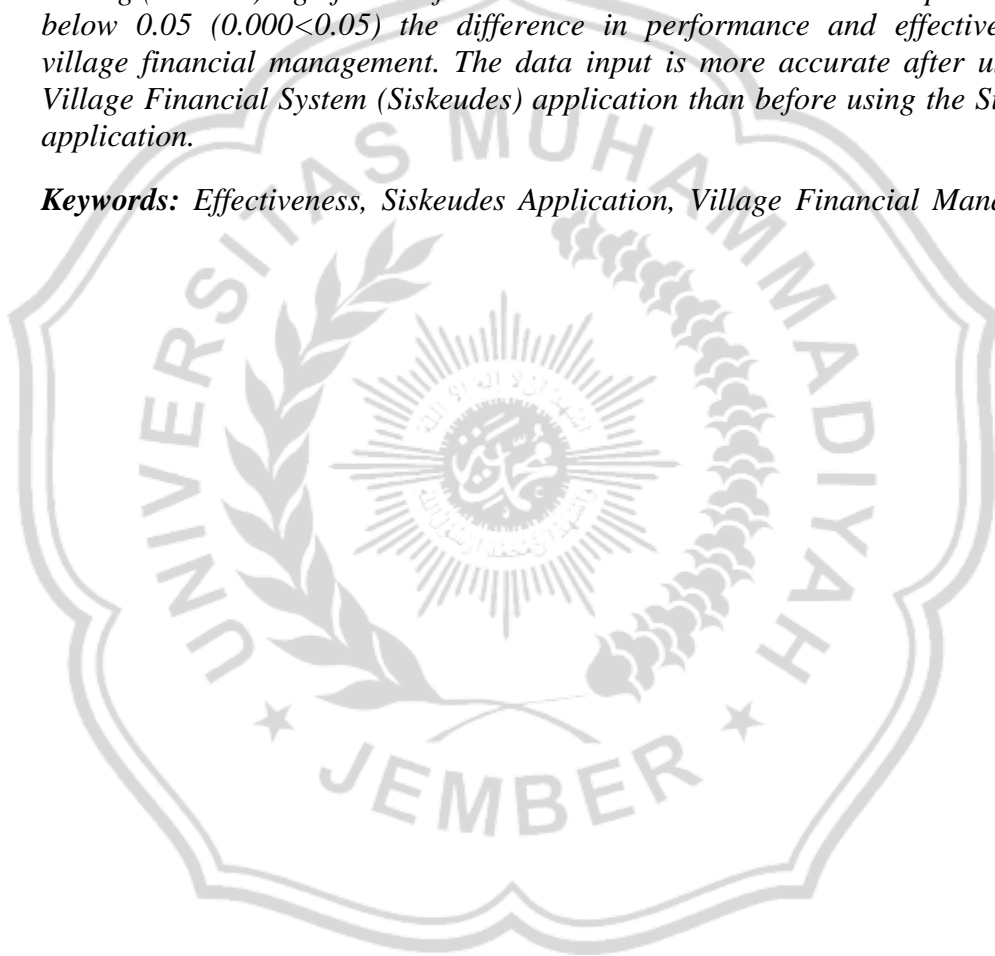 below 0.05 (0.000<0.05) the difference in performance and
village financial management. The data input is more accurate after
Village Financial System (Siskeudes) application than before using the
application.
Keywords: Effectiveness, Siskeudes Application, Village Financial
UNIVERSITAS MUHAMMADIYAH
JEMBER